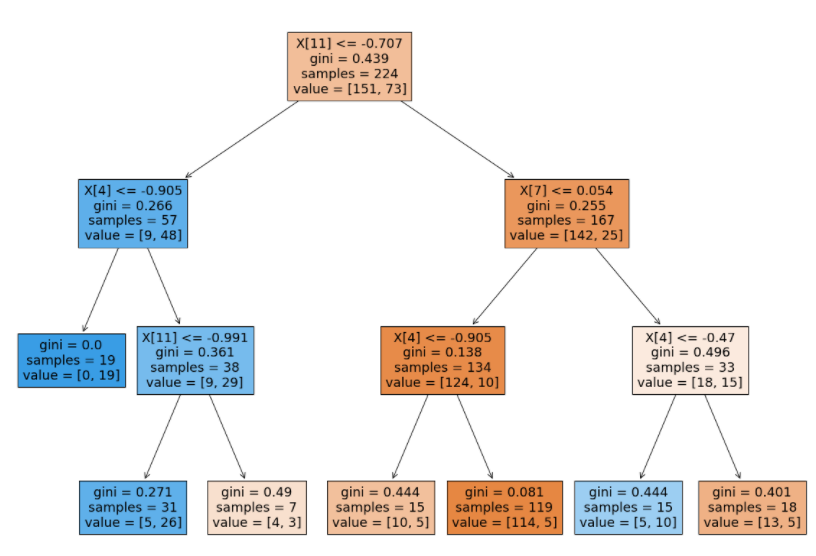 X[11] <= -0.707
gini = 0.439
samples = 224
value = [151, 73]
X[4] <= -0.905
gini = 0.266
samples = 57
value = [9, 48]
X[7] <= 0.054
gini = 0.255
samples = 167
value = [142, 25]
gini = 0.0
samples = 19
value = [0, 19]
X[11] <= -0.991
gini = 0.361
samples = 38
value = [9, 29]
X[4] <= -0.905
gini = 0.138
samples = 134
value = [124, 10]
X[4] <= -0.47
gini = 0.496
samples = 33
value = [18, 15]
gini = 0.271
samples = 31
value = [5, 26]
gini = 0.49
samples = 7
value = [4, 3]
gini = 0.444
samples = 15
value = [10, 5]
gini = 0.081
samples = 119
value = [114, 5]
gini = 0.444
samples = 15
value = [5, 10]
gini = 0.401
samples = 18
value = [13, 5]